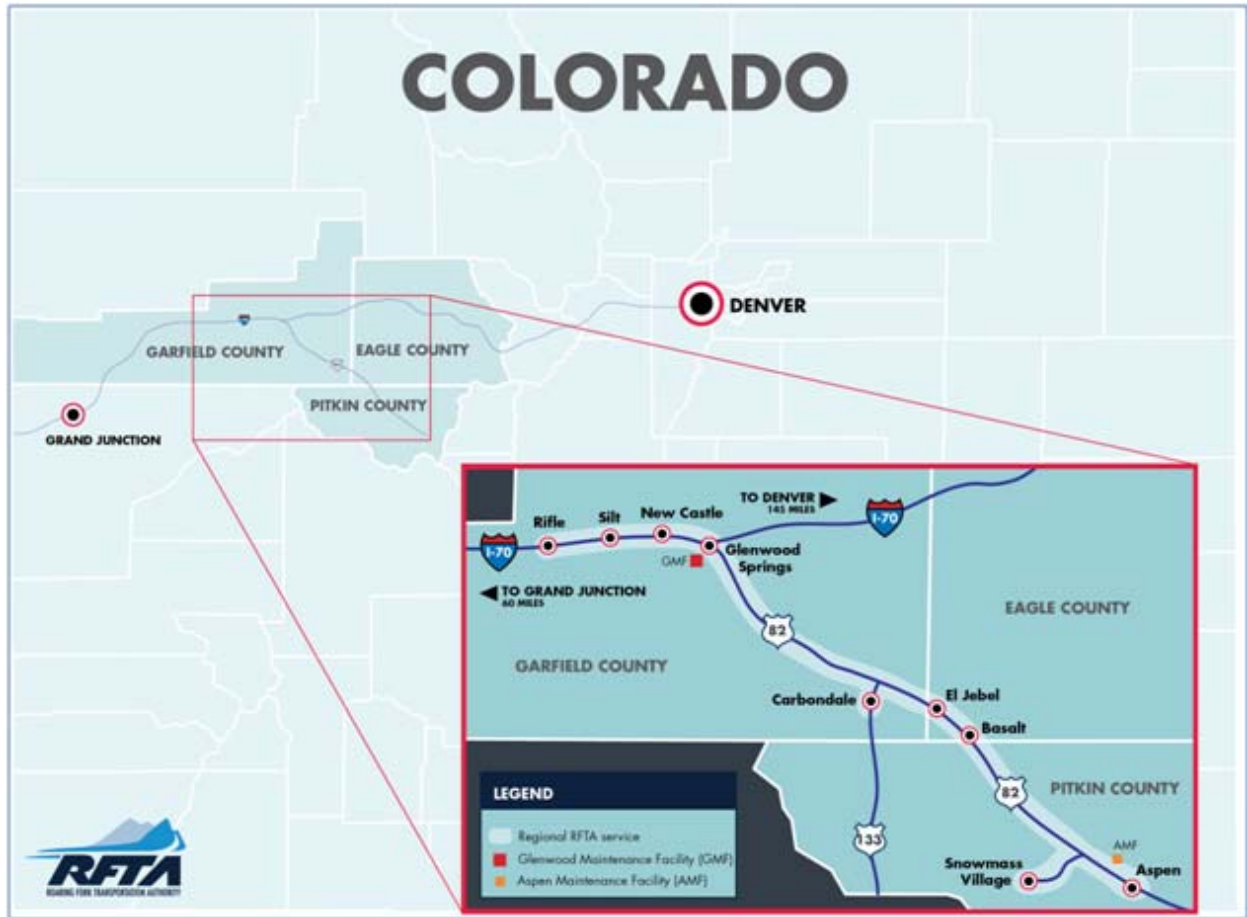 COLORADO
DENVER
GARFIELD COUNTY
EAGLE COUNTY
PITKIN COUNTY
GRAND JUNCTION
TO DENVER
145 MILES
I-70
Rifle
Silt
New Castle
I-70
GMF
Glenwood
Springs
TO GRAND JUNCTION
60 MILES
82
EAGLE COUNTY
GARFIELD COUNTY
Carbondale
El Jebel
Basalt
LEGEND
Regional RFTA service
Glenwood Maintenance Facility (GMF)
Aspen Maintenance Facility (AMF)
82
PITKIN COUNTY
133
AMF
Snowmass
Village
Aspen
RFTA
ROARING FORK TRANSPORTATION AUTHORITY